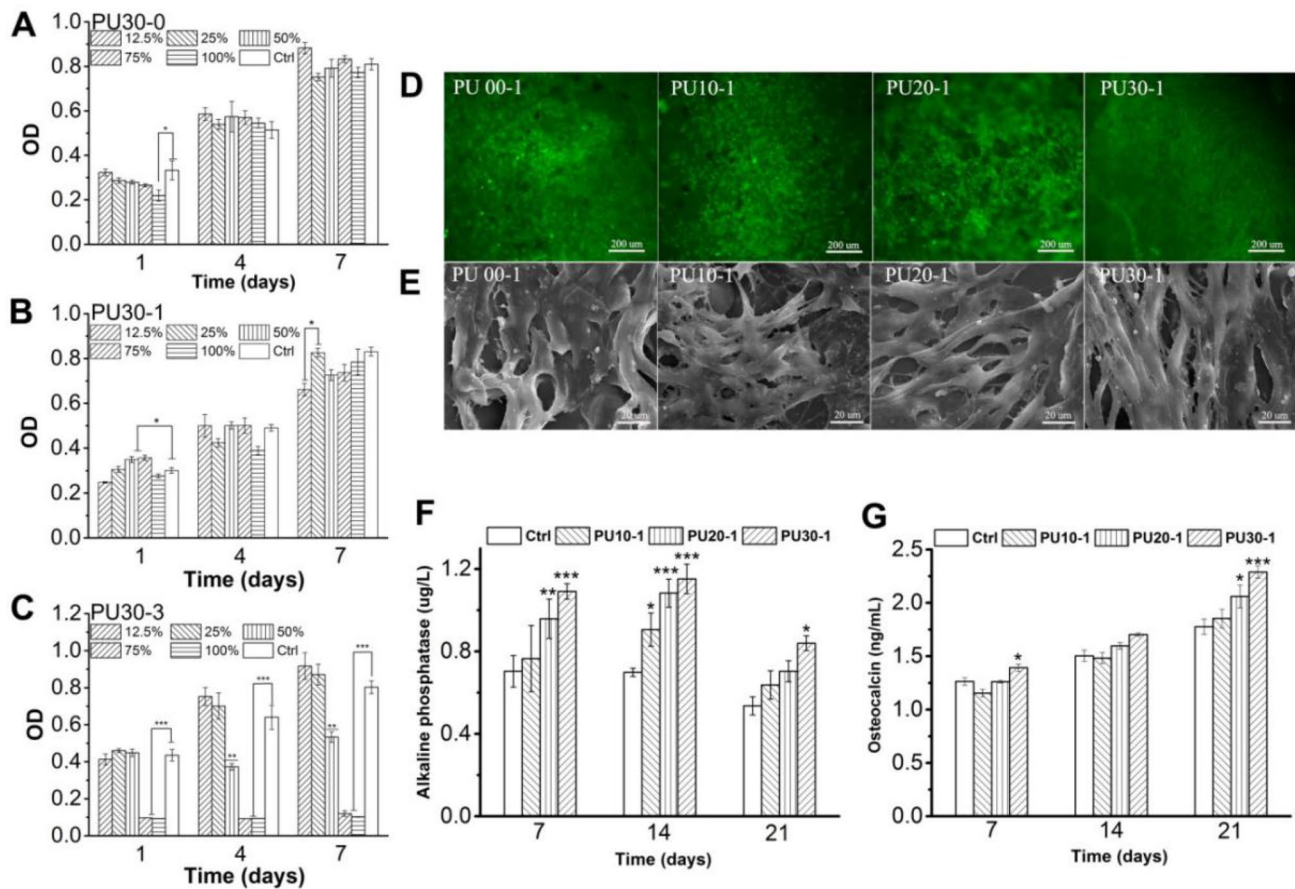 A
PU30-0
12.5% 25% 50%
75% 100% Ctrl
OD
1.0
0.8
0.6
0.4
0.2
0.0
*
1 4 7
Time (days)
B
PU30-1
12.5% 25% 50%
75% 100% Ctrl
OD
1.0
0.8
0.6
0.4
0.2
0.0
*
*
1 4 7
Time (days)
C
PU30-3
12.5% 25% 50%
75% 100% Ctrl
OD
1.2
1.0
0.8
0.6
0.4
0.2
0.0
***
**
***
**
***
1 4 7
Time (days)
D
PU 00-1 PU10-1 PU20-1 PU30-1
200 um 200 um 200 um 200 um
E
PU 00-1 PU10-1 PU20-1 PU30-1
20 um 20 um 20 um 20 um
F
Ctrl PU10-1 PU20-1 PU30-1
Alkaline phosphatase (ug/L)
1.2
0.8
0.4
0.0
** ***
* *** ***
*
7 14 21
Time (days)
G
Ctrl PU10-1 PU20-1 PU30-1
Osteocalcin (ng/mL)
2.5
2.0
1.5
1.0
0.5
0.0
*
* ***
7 14 21
Time (days)